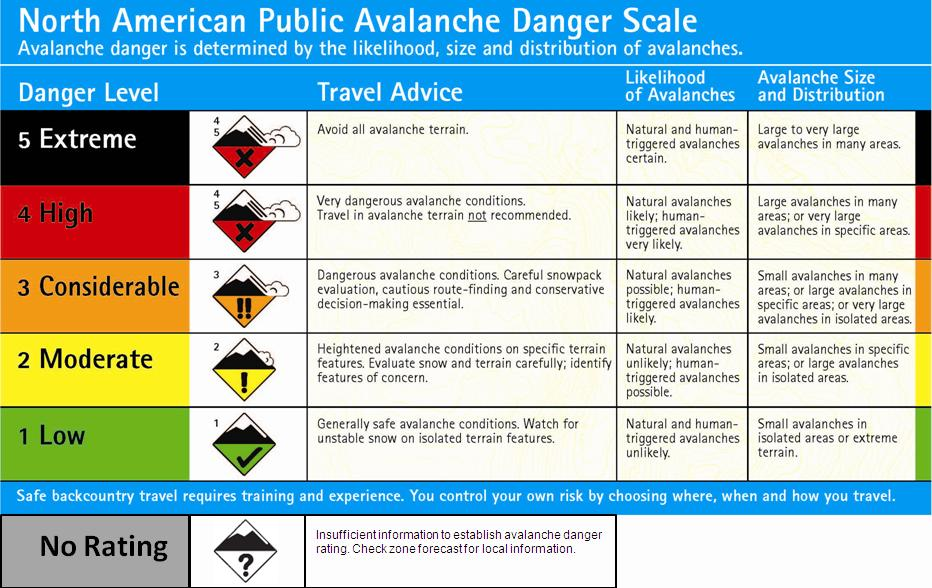 North American Public Avalanche Danger Scale
Avalanche danger is determined by the likelihood, size and distribution of avalanches.
Danger Level
Travel Advice
Likelihood
of Avalanches
Avalanche Size
and Distribution
5 Extreme
4
5
Avoid all avalanche terrain.
Natural and human-
triggered avalanches
certain.
Large to very large
avalanches in many areas.
4 High
4
5
Very dangerous avalanche conditions.
Travel in avalanche terrain not recommended.
Natural avalanches
likely; human-
triggered avalanches
very likely.
Large avalanches in many
areas; or very large
avalanches in specific areas.
3 Considerable
3
!!
Dangerous avalanche conditions. Careful snowpack
evaluation, cautious route-finding and conservative
decision-making essential.
Natural avalanches
possible; human-
triggered avalanches
likely.
Small avalanches in many
areas; or large avalanches in
specific areas; or very large
avalanches in isolated areas.
2 Moderate
2
!
Heightened avalanche conditions on specific terrain
features. Evaluate snow and terrain carefully; identify
features of concern.
Natural avalanches
unlikely; human-
triggered avalanches
possible.
Small avalanches in specific
areas; or large avalanches
in isolated areas.
1 Low
1
Generally safe avalanche conditions. Watch for
unstable snow on isolated terrain features.
Natural and human-
triggered avalanches
unlikely.
Small avalanches in
isolated areas or extreme
terrain.
Safe backcountry travel requires training and experience. You control your own risk by choosing where, when and how you travel.
No Rating
?
Insufficient information to establish avalanche danger
rating. Check zone forecast for local information.